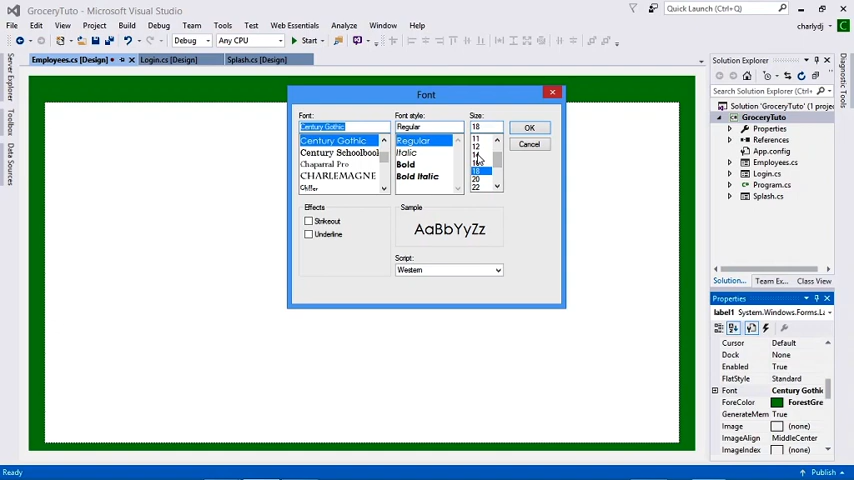 GroceryTuto - Microsoft Visual Studio
Quick Launch (Ctrl+Q)
File Edit View Project Build Debug Team Tools Test Web Essentials Analyze Window Help
charlydj
Debug Any CPU Start
Employees.cs [Design] Login.cs [Design] Splash.cs [Design]
Server Explorer
Toolbox
Data Sources
Diagnostic Tools
Font
Font:
Century Gothic
Century Gothic
Century Schoolbook
Chaparral Pro
CHARLEMAGNE
Chiller
Font style:
Regular
Regular
Italic
Bold
Bold Italic
Size:
18
11
12
18
20
22
OK
Cancel
Effects
Strikeout
Underline
Sample
AaBbYyZz
Script:
Western
Solution Explorer
Search Solution Explorer
Solution 'GroceryTuto' (1 projec
GroceryTuto
Properties
References
App.config
Employees.cs
Login.cs
Program.cs
Splash.cs
Solution... Team Ex... Class View
Properties
label1 System.Windows.Forms.La
Cursor Default
Dock None
Enabled True
FlatStyle Standard
Font Century Gothic
ForeColor ForestGre
GenerateMem True
Image (none)
ImageAlign MiddleCenter
ImageIndex (none)
Ready
Publish